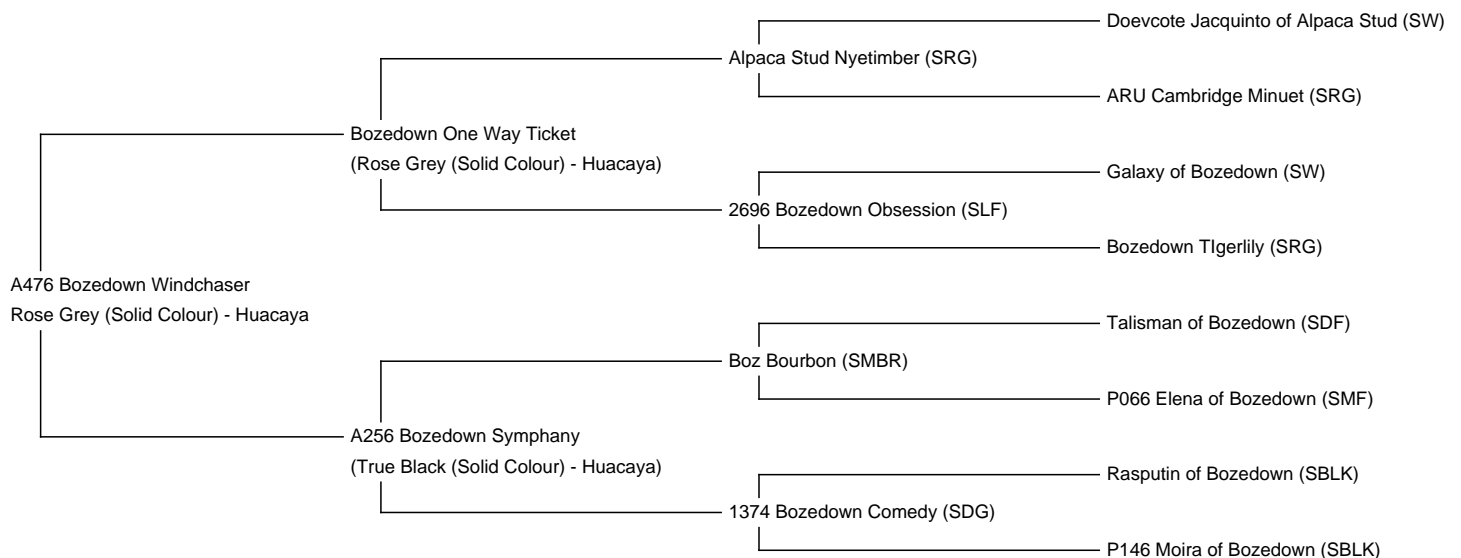 Doevcote Jacquinto of Alpaca Stud (SW)
Alpaca Stud Nyetimber (SRG)
ARU Cambridge Minuet (SRG)
Bozedown One Way Ticket
(Rose Grey (Solid Colour) - Huacaya)
Galaxy of Bozedown (SW)
2696 Bozedown Obsession (SLF)
Bozedown TIgerlily (SRG)
A476 Bozedown Windchaser
Rose Grey (Solid Colour) - Huacaya
Talisman of Bozedown (SDF)
Boz Bourbon (SMBR)
P066 Elena of Bozedown (SMF)
A256 Bozedown Symphany
(True Black (Solid Colour) - Huacaya)
Rasputin of Bozedown (SBLK)
1374 Bozedown Comedy (SDG)
P146 Moira of Bozedown (SBLK)